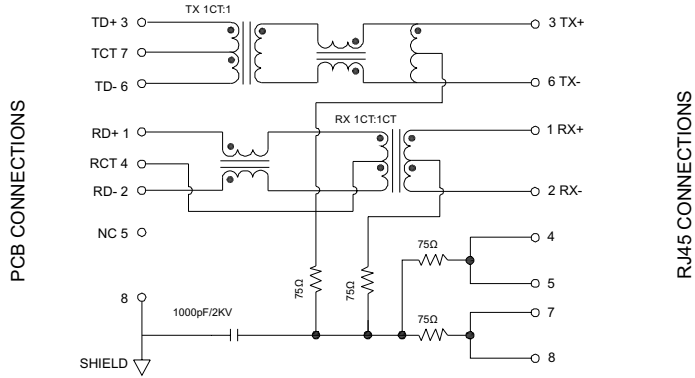 TX 1CT:1
TD+ 3
TCT 7
TD- 6
3 TX+
6 TX-
RX 1CT:1CT
RD+ 1
RCT 4
RD- 2
1 RX+
2 RX-
NC 5
PCB CONNECTIONS
RJ45 CONNECTIONS
75Ω
4
5
75Ω
75Ω
8
1000pF/2KV
75Ω
7
8
SHIELD